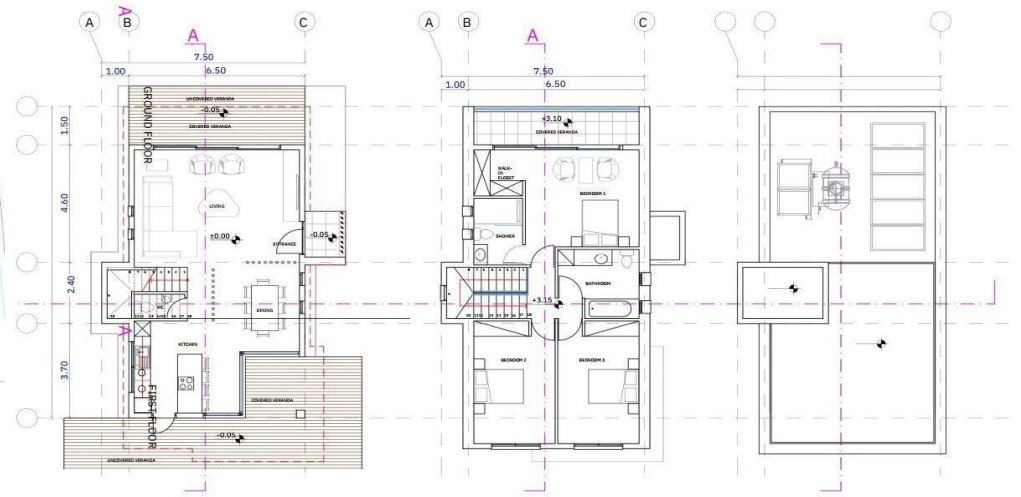 A
B
C
A
A
7.50
1.00
6.50
GROUND FLOOR
UNCOVERED VERANDA
-0.05
COVERED VERANDA
1.50
4.60
2.40
3.70
LIVING
±0.00
ENTRANCE
-0.05
WC
DINING
A
KITCHEN
FIRST FLOOR
COVERED VERANDA
-0.05
UNCOVERED VERANDA
A
B
C
A
7.50
1.00
6.50
+3.10
COVERED VERANDA
WALK-
IN
CLOSET
BEDROOM 1
SHOWER
BATHROOM
+3.15
BEDROOM 2
BEDROOM 3